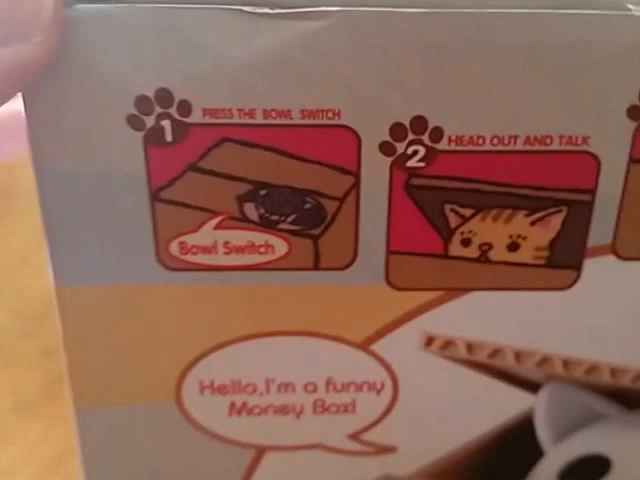 1
PRESS THE BOWL SWITCH
Bowl Switch
2
HEAD OUT AND TALK
Hello,I'm a funny
Money Box!